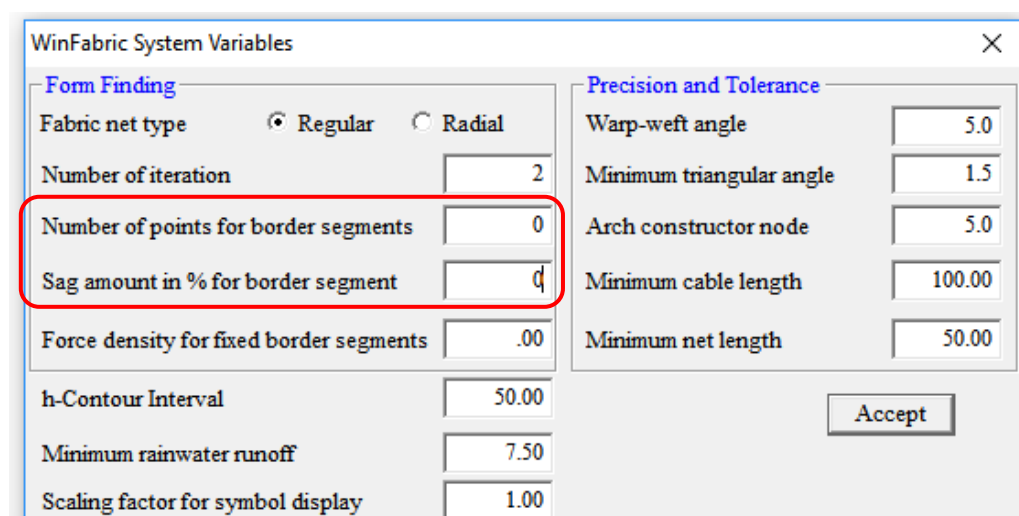 WinFabric System Variables
Form Finding
Fabric net type Regular Radial
Number of iteration 2
Number of points for border segments 0
Sag amount in % for border segment 0
Force density for fixed border segments .00
h-Contour Interval 50.00
Minimum rainwater runoff 7.50
Scaling factor for symbol display 1.00
Precision and Tolerance
Warp-weft angle 5.0
Minimum triangular angle 1.5
Arch constructor node 5.0
Minimum cable length 100.00
Minimum net length 50.00
Accept